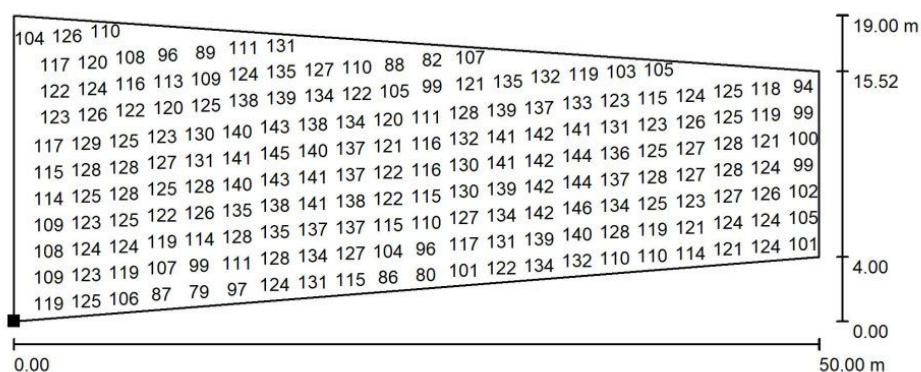 19.00 m
104 126 110
117 120 108 96 89 111 131
15.52
122 124 116 113 109 124 135 127 110 88 82 107
123 126 122 120 125 138 139 134 122 105 99 121 135 132 119 103 105
117 129 125 123 130 140 143 138 134 120 111 128 139 137 133 123 115 124 125 118 94
115 128 128 127 131 141 145 140 137 121 116 132 141 142 141 131 123 126 125 119 99
114 125 128 125 128 140 143 141 137 122 116 130 141 142 144 136 125 127 128 121 100
109 123 125 122 126 135 138 141 138 122 115 130 139 142 144 137 128 127 128 124 99
108 124 124 119 114 128 135 137 137 115 110 127 134 142 146 134 125 123 127 126 102
109 123 119 107 99 111 128 134 127 104 96 117 131 139 140 128 119 121 124 124 105
119 125 106 87 79 97 124 131 115 86 80 101 122 134 132 110 110 114 121 124 101
4.00
0.00
0.00 50.00 m